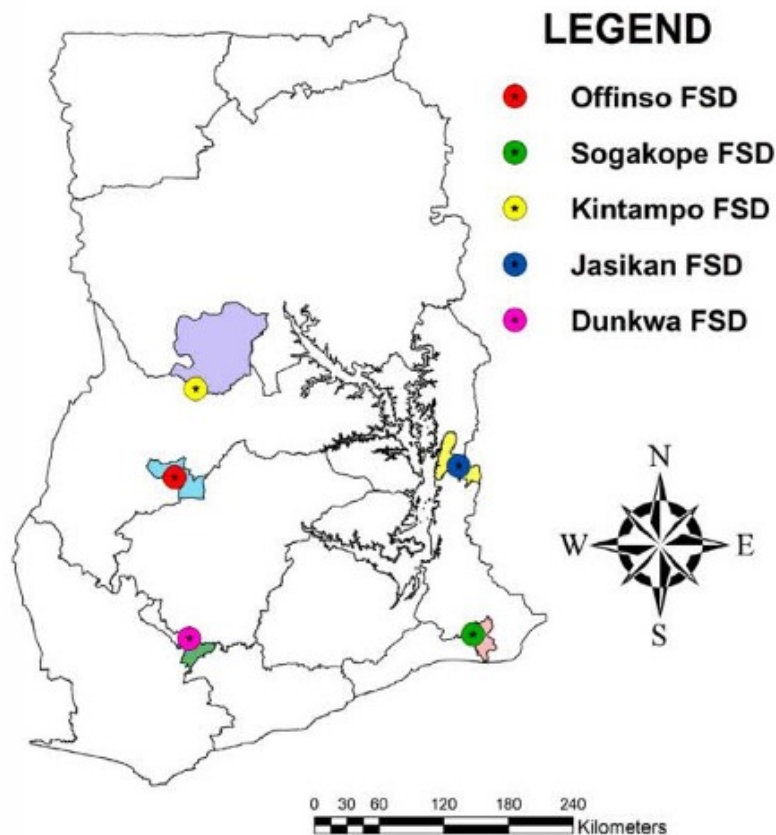 LEGEND
Offinso FSD
Sogakope FSD
Kintampo FSD
Jasikan FSD
Dunkwa FSD
N
W E
S
0 30 60 120 180 240
Kilometers